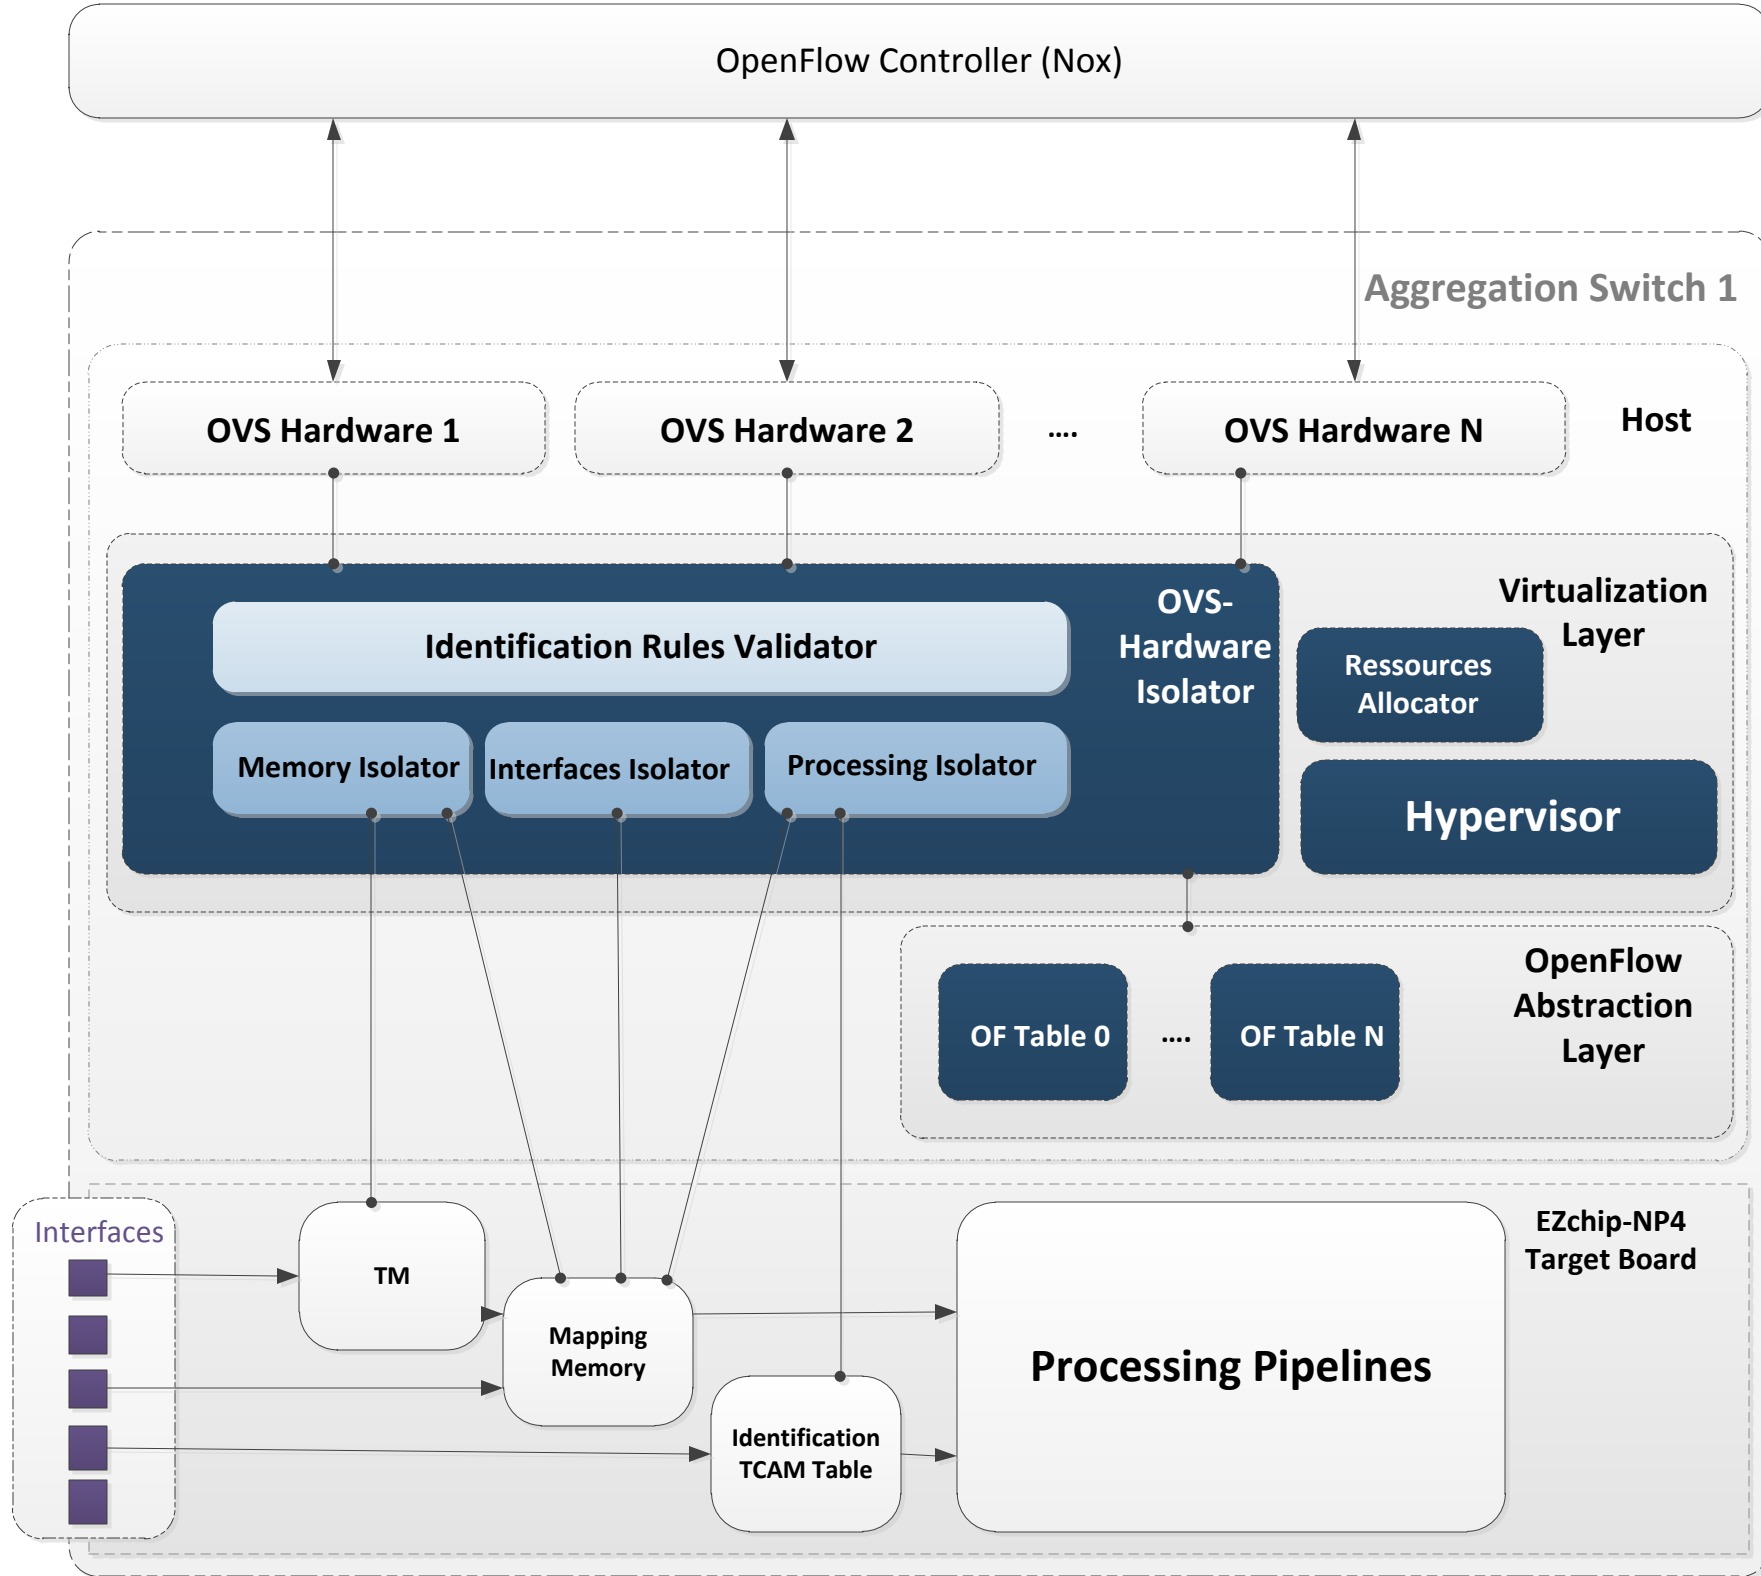 OpenFlow Controller (Nox)
Aggregation Switch 1
OVS Hardware 1
OVS Hardware 2
....
OVS Hardware N
Host
OVS-
Hardware
Isolator
Virtualization
Layer
Identification Rules Validator
Ressources
Allocator
Memory Isolator
Interfaces Isolator
Processing Isolator
Hypervisor
OpenFlow
Abstraction
Layer
OF Table 0
....
OF Table N
Interfaces
EZchip-NP4
Target Board
TM
Mapping
Memory
Processing Pipelines
Identification
TCAM Table